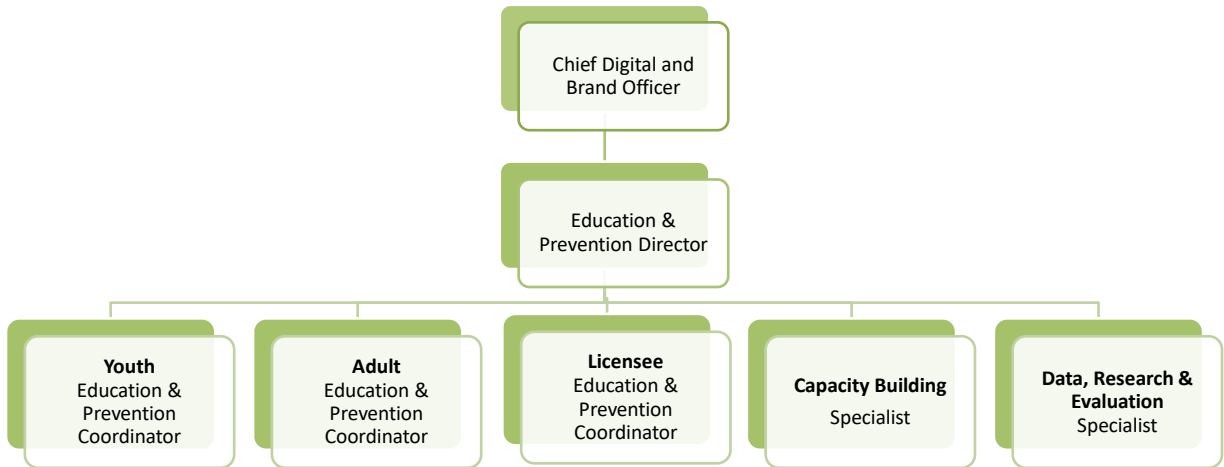 Chief Digital and
Brand Officer
Education &
Prevention Director
Youth
Education &
Prevention
Coordinator
Adult
Education &
Prevention
Coordinator
Licensee
Education &
Prevention
Coordinator
Capacity Building
Specialist
Data, Research &
Evaluation
Specialist